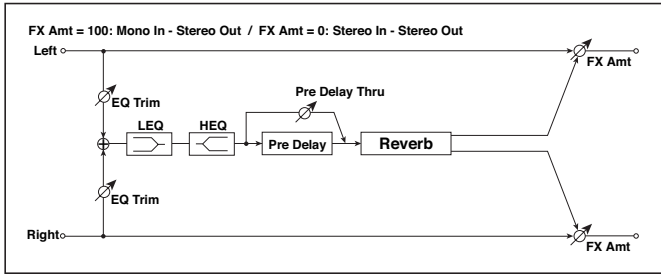 FX Amt = 100: Mono In - Stereo Out  /  FX Amt = 0: Stereo In - Stereo Out
Left
FX Amt
EQ Trim
Pre Delay Thru
LEQ
HEQ
Pre Delay
Reverb
EQ Trim
Right
FX Amt